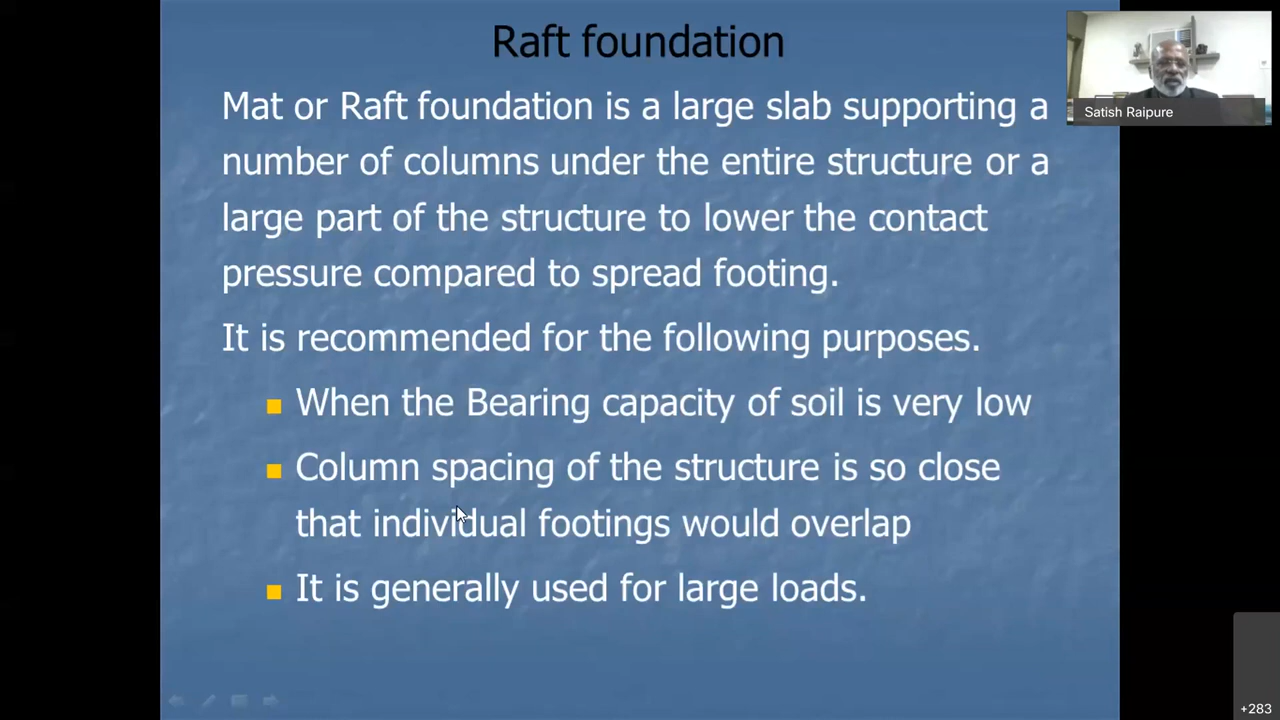 Raft foundation
Mat or Raft foundation is a large slab supporting a
number of columns under the entire structure or a
large part of the structure to lower the contact
pressure compared to spread footing.
It is recommended for the following purposes.
When the Bearing capacity of soil is very low
Column spacing of the structure is so close
that individual footings would overlap
It is generally used for large loads.
Satish Raipure
+283